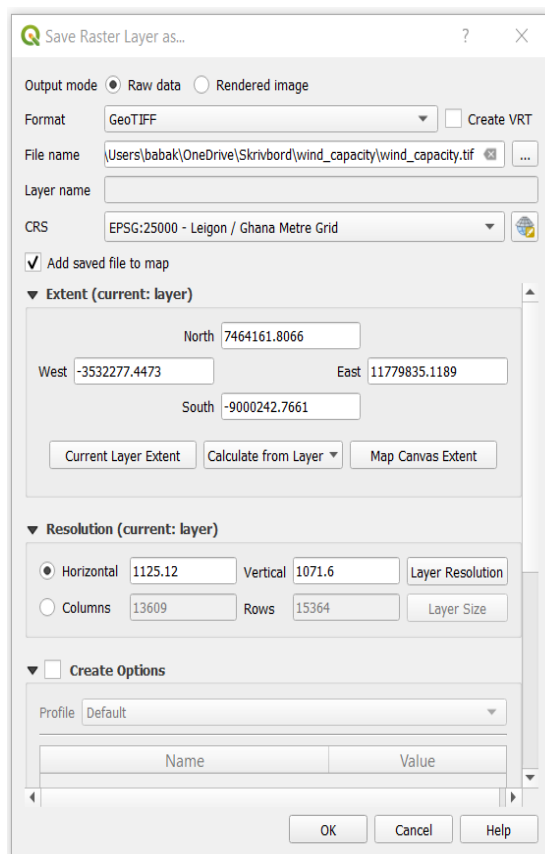 Save Raster Layer as...
Output mode Raw data Rendered image
Format GeoTIFF Create VRT
File name \Users\babak\OneDrive\Skrivbord\wind_capacity\wind_capacity.tif ...
Layer name
CRS EPSG:25000 - Leigon / Ghana Metre Grid
Add saved file to map
Extent (current: layer)
North 7464161.8066
West -3532277.4473 East 11779835.1189
South -9000242.7661
Current Layer Extent Calculate from Layer Map Canvas Extent
Resolution (current: layer)
Horizontal 1125.12 Vertical 1071.6 Layer Resolution
Columns 13609 Rows 15364 Layer Size
Create Options
Profile Default
Name Value
OK Cancel Help